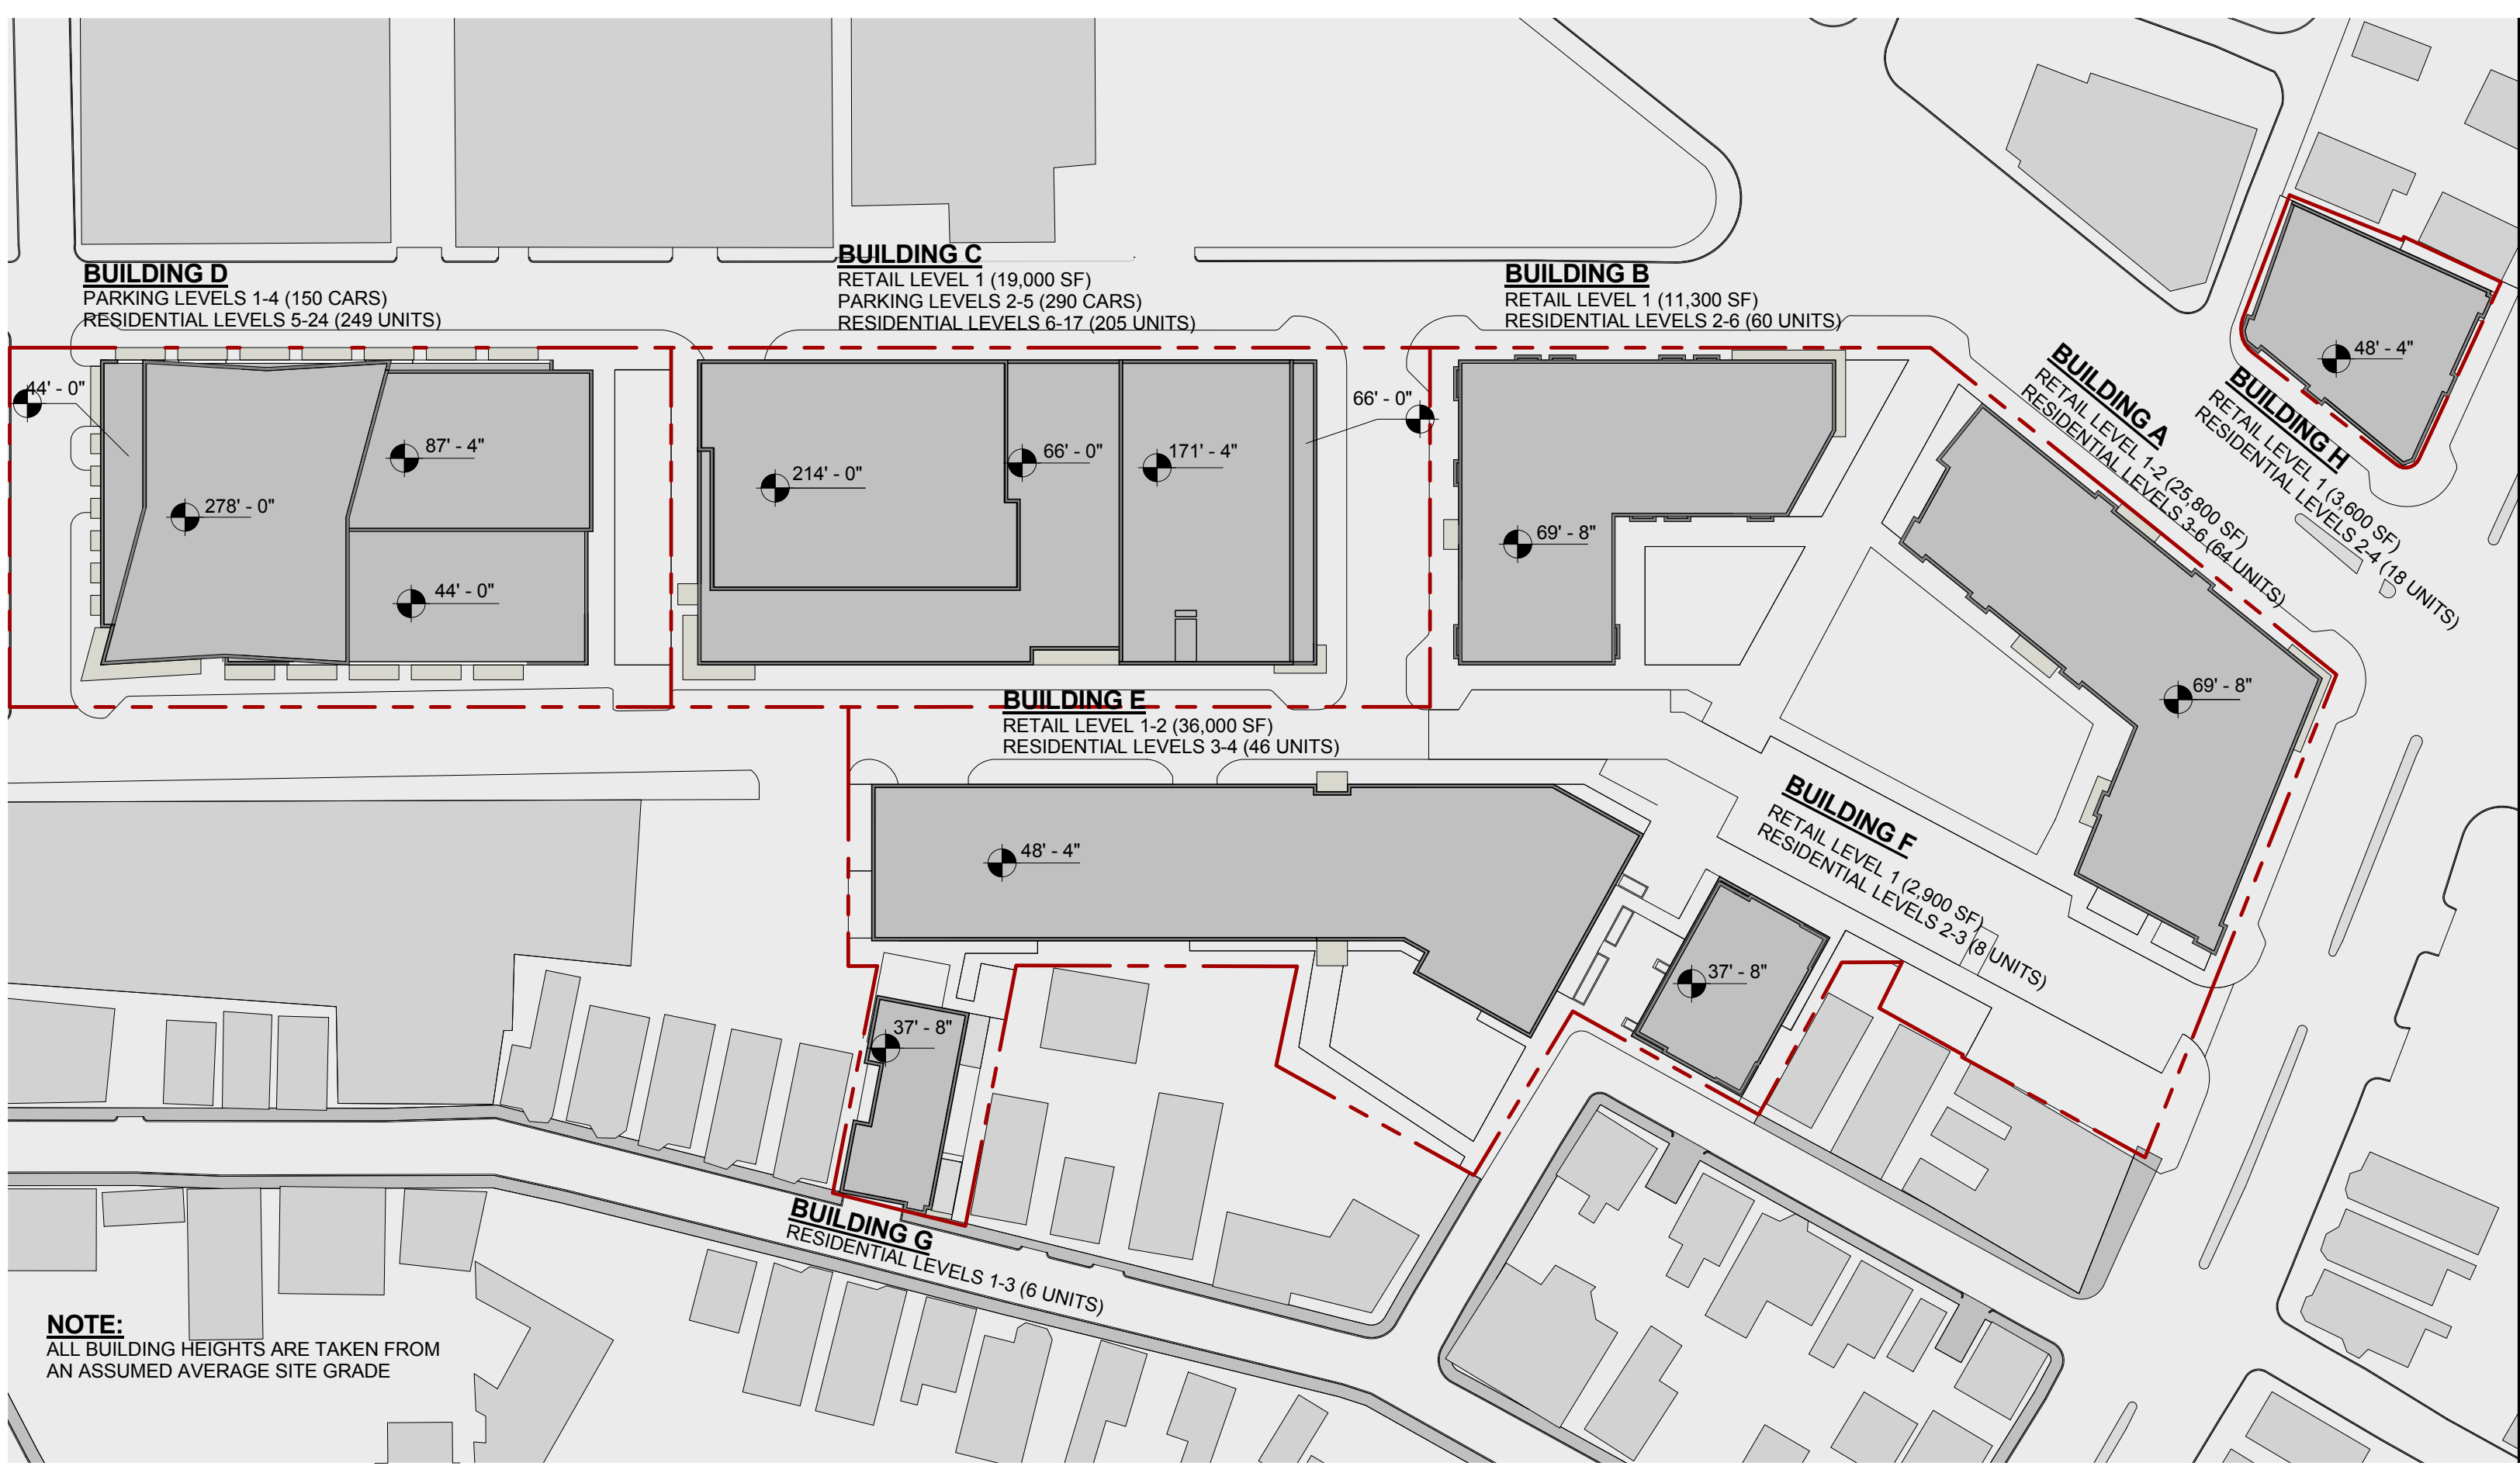 BUILDING D
PARKING LEVELS 1-4 (150 CARS)
RESIDENTIAL LEVELS 5-24 (249 UNITS)
BUILDING C
RETAIL LEVEL 1 (19,000 SF)
PARKING LEVELS 2-5 (290 CARS)
RESIDENTIAL LEVELS 6-17 (205 UNITS)
BUILDING B
RETAIL LEVEL 1 (11,300 SF)
RESIDENTIAL LEVELS 2-6 (60 UNITS)
BUILDING A
RETAIL LEVEL 1-2 (25,800 SF)
RESIDENTIAL LEVELS 3-6 (64 UNITS)
BUILDING H
RETAIL LEVEL 1 (3,600 SF)
RESIDENTIAL LEVELS 2-4 (18 UNITS)
48' - 4"
44' - 0"
87' - 4"
278' - 0"
44' - 0"
214' - 0"
66' - 0"
171' - 4"
66' - 0"
69' - 8"
69' - 8"
BUILDING E
RETAIL LEVEL 1-2 (36,000 SF)
RESIDENTIAL LEVELS 3-4 (46 UNITS)
48' - 4"
BUILDING F
RETAIL LEVEL 1 (2,900 SF)
RESIDENTIAL LEVELS 2-3 (8 UNITS)
37' - 8"
37' - 8"
BUILDING G
RESIDENTIAL LEVELS 1-3 (6 UNITS)
NOTE:
ALL BUILDING HEIGHTS ARE TAKEN FROM
AN ASSUMED AVERAGE SITE GRADE